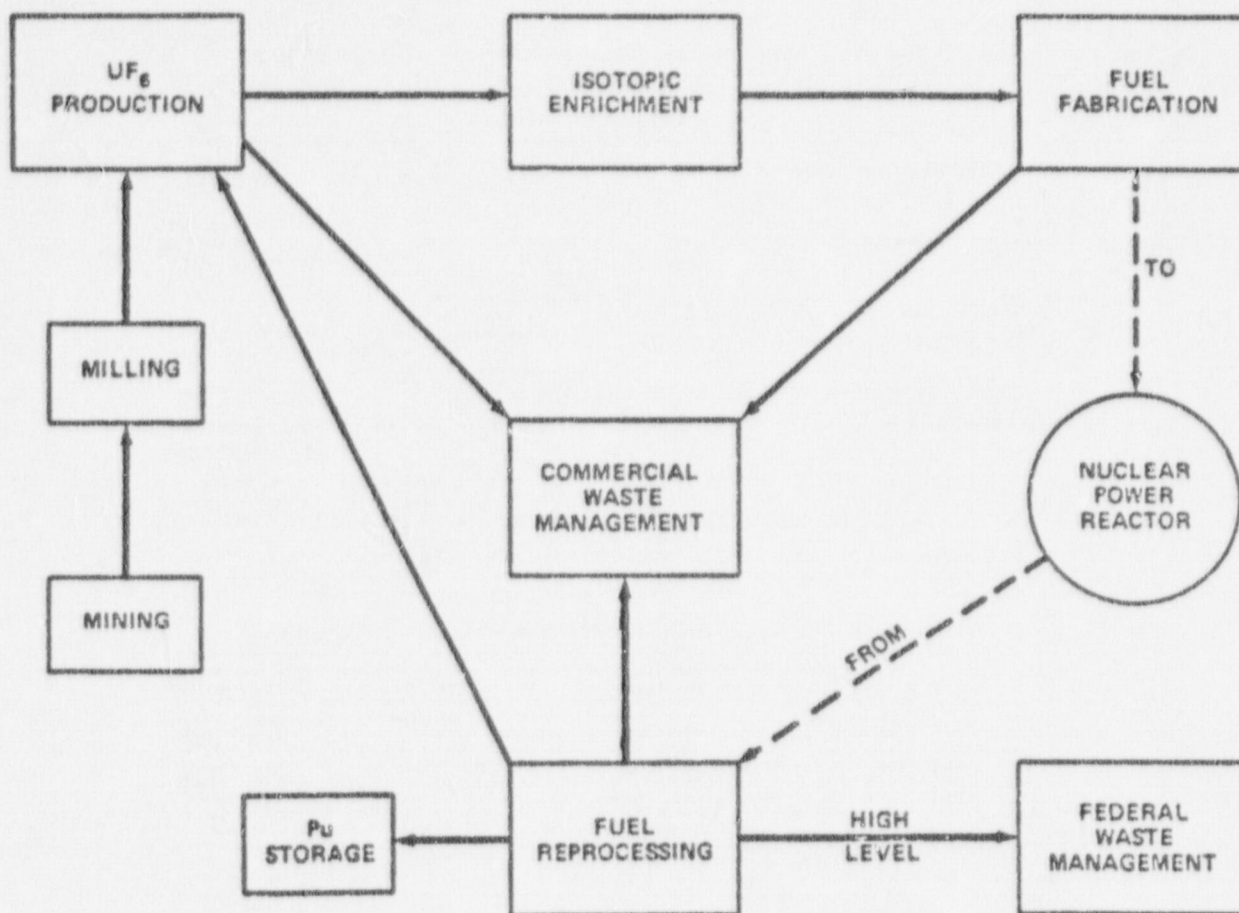 UF₆
PRODUCTION
ISOTOPIC
ENRICHMENT
FUEL
FABRICATION
TO
MILLING
COMMERCIAL
WASTE
MANAGEMENT
NUCLEAR
POWER
REACTOR
MINING
FROM
Pu
STORAGE
FUEL
REPROCESSING
HIGH
LEVEL
FEDERAL
WASTE
MANAGEMENT